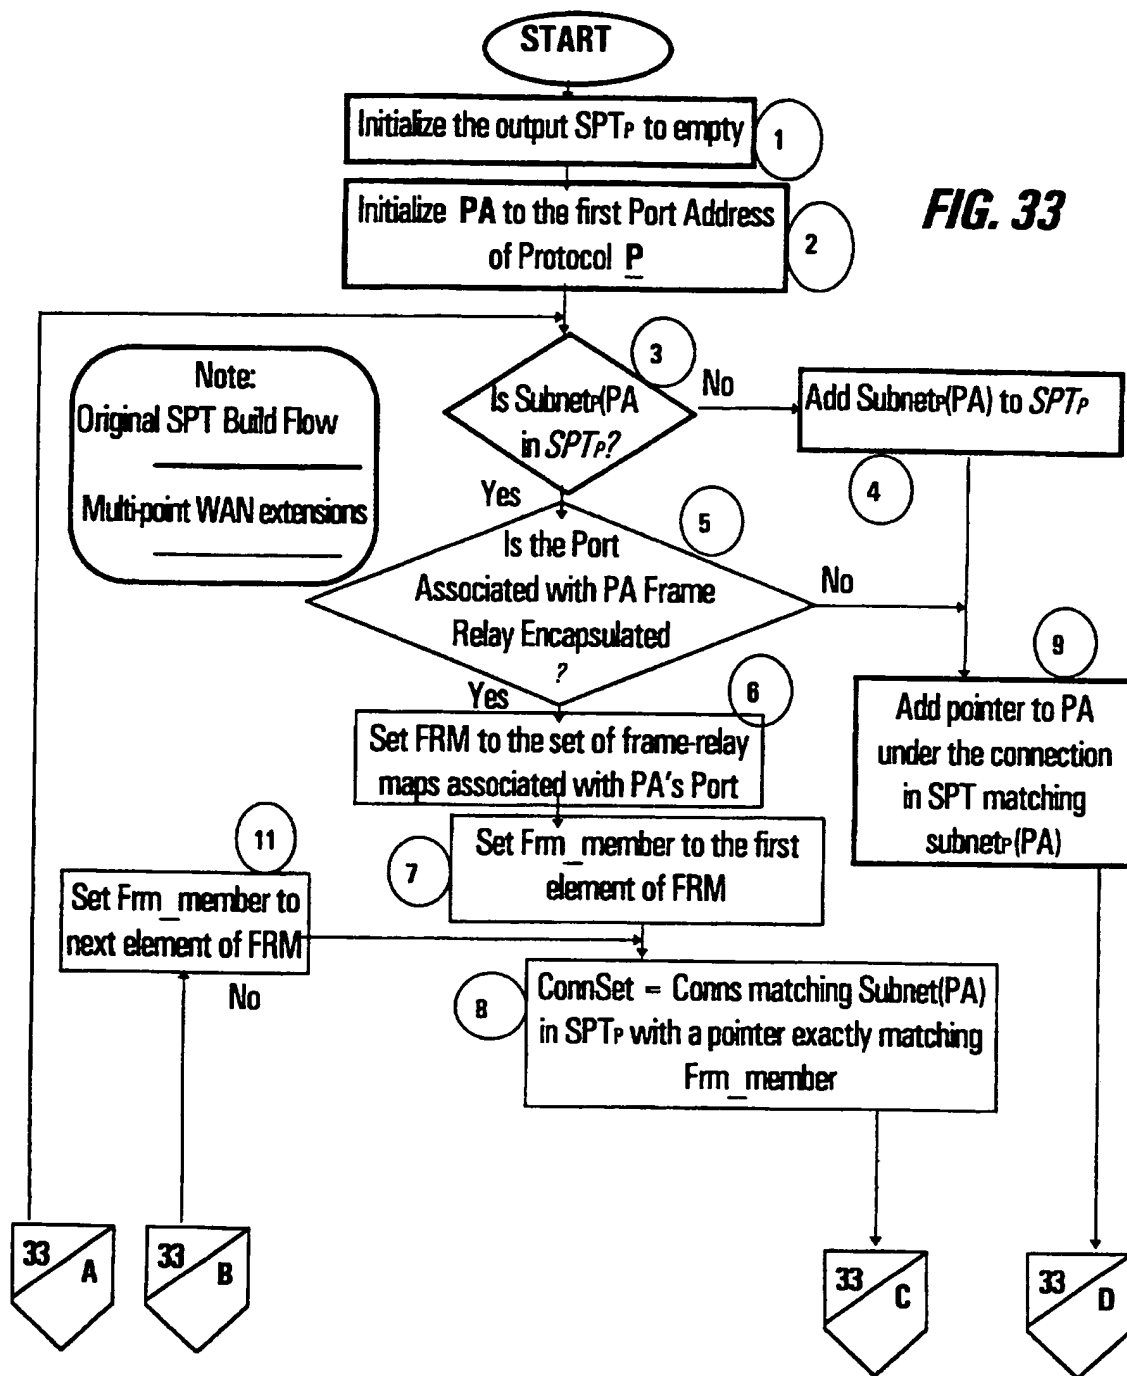 START
Initialize the output SPTP to empty
1
Initialize PA to the first Port Address
of Protocol P
2
FIG. 33
3
Note:
Original SPT Build Flow
Multi-point WAN extensions
Is SubnetP(PA
in SPTP?
No
Add SubnetP(PA) to SPTP
4
Yes
5
Is the Port
Associated with PA Frame
Relay Encapsulated
?
No
9
Yes
6
Set FRM to the set of frame-relay
maps associated with PA's Port
Add pointer to PA
under the connection
in SPT matching
subnetP(PA)
11
7
Set Frm_member to the first
element of FRM
Set Frm_member to
next element of FRM
No
8
ConnSet = Conns matching Subnet(PA)
in SPTP with a pointer exactly matching
Frm_member
33 A
33 B
33 C
33 D